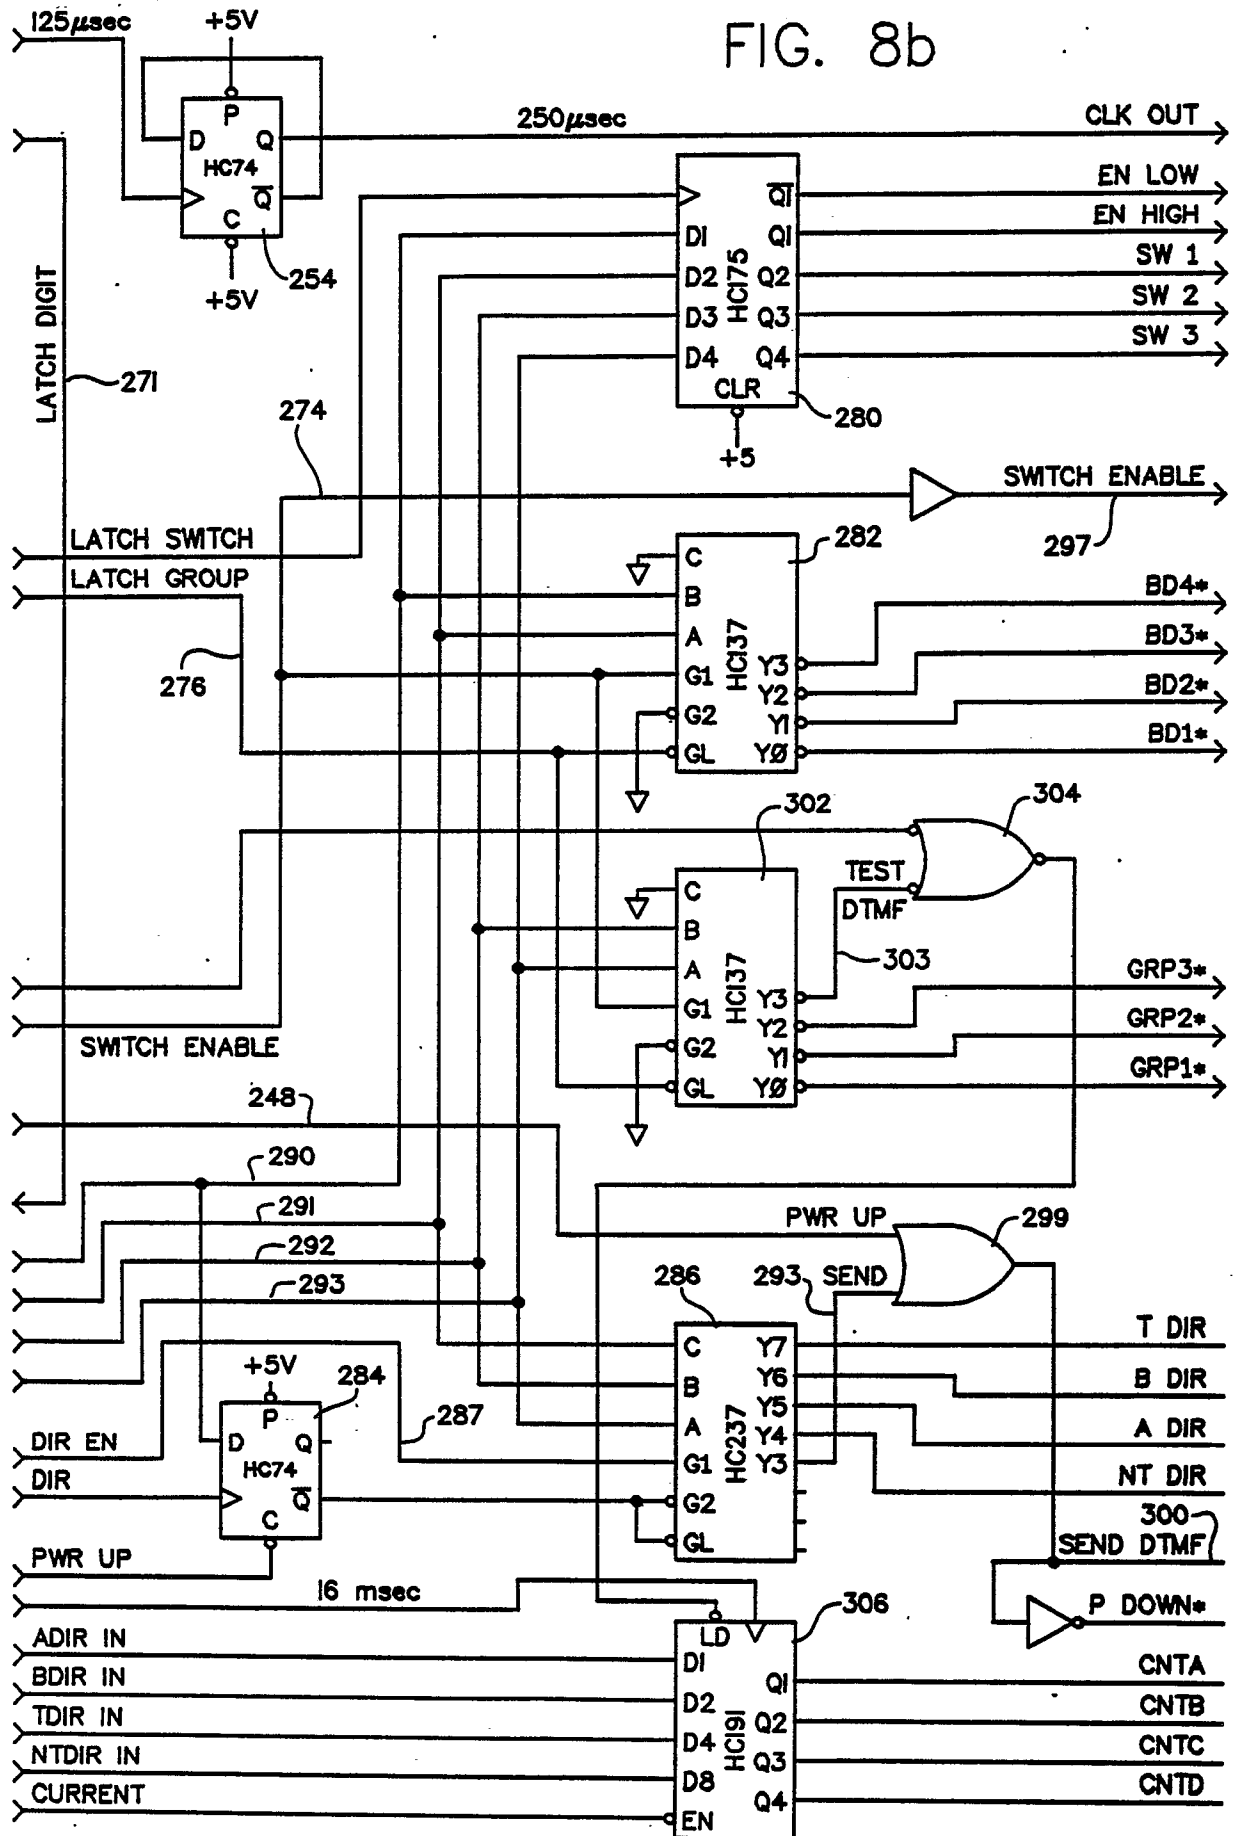 FIG. 8b
125µsec
+5V
P
D
Q
HC74
Q
C
254
+5V
250µsec
CLK OUT
LATCH DIGIT
271
D1
D2
D3
D4
HC175
Q1
Q1
Q2
Q3
Q4
CLR
280
+5
EN LOW
EN HIGH
SW 1
SW 2
SW 3
274
SWITCH ENABLE
297
LATCH SWITCH
LATCH GROUP
276
282
C
B
A
G1
G2
GL
HC137
Y3
Y2
Y1
YØ
BD4*
BD3*
BD2*
BD1*
302
304
TEST
DTMF
303
C
B
A
G1
G2
GL
HC137
Y3
Y2
Y1
YØ
GRP3*
GRP2*
GRP1*
SWITCH ENABLE
248
290
291
292
293
PWR UP
299
293
SEND
286
C
B
A
G1
G2
GL
HC237
Y7
Y6
Y5
Y4
Y3
T DIR
B DIR
A DIR
NT DIR
300
SEND DTMF
P DOWN*
+5V
284
P
D
Q
HC74
Q
C
287
DIR EN
DIR
PWR UP
16 msec
306
LD
D1
D2
D4
D8
EN
HC191
Q1
Q2
Q3
Q4
ADIR IN
BDIR IN
TDIR IN
NTDIR IN
CURRENT
CNTA
CNTB
CNTC
CNTD